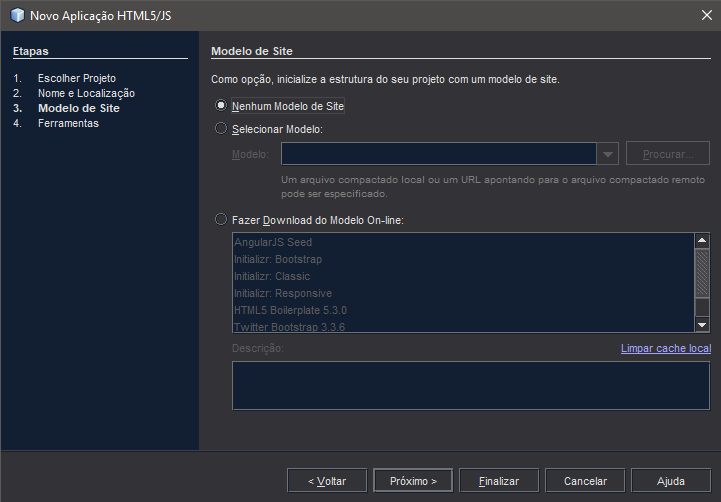 Novo Aplicação HTML5/JS
Etapas
1. Escolher Projeto
2. Nome e Localização
3. Modelo de Site
4. Ferramentas
Modelo de Site
Como opção, inicialize a estrutura do seu projeto com um modelo de site.
Nenhum Modelo de Site
Selecionar Modelo:
Modelo:
Procurar...
Um arquivo compactado local ou um URL apontando para o arquivo compactado remoto
pode ser especificado.
Fazer Download do Modelo On-line:
AngularJS Seed
Initializr: Bootstrap
Initializr: Classic
Initializr: Responsive
HTML5 Boilerplate 5.3.0
Twitter Bootstrap 3.3.6
Descrição:
Limpar cache local
< Voltar
Próximo >
Finalizar
Cancelar
Ajuda